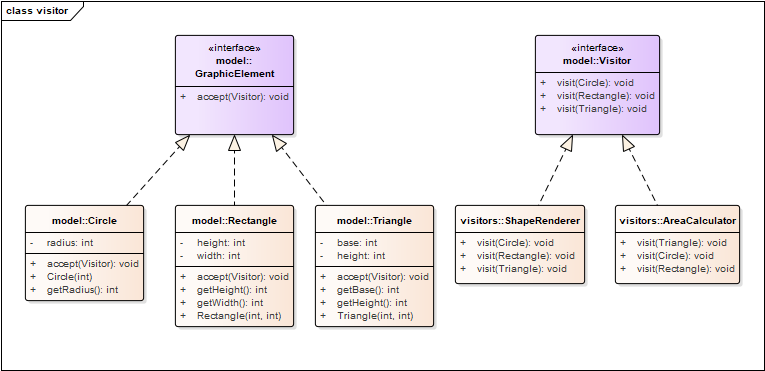 class visitor
«interface»
model::
GraphicElement
+ accept(Visitor): void
«interface»
model::Visitor
+ visit(Circle): void
+ visit(Rectangle): void
+ visit(Triangle): void
model::Circle
- radius: int
+ accept(Visitor): void
+ Circle(int)
+ getRadius(): int
model::Rectangle
- height: int
- width: int
+ accept(Visitor): void
+ getHeight(): int
+ getWidth(): int
+ Rectangle(int, int)
model::Triangle
- base: int
- height: int
+ accept(Visitor): void
+ getBase(): int
+ getHeight(): int
+ Triangle(int, int)
visitors::ShapeRenderer
+ visit(Circle): void
+ visit(Rectangle): void
+ visit(Triangle): void
visitors::AreaCalculator
+ visit(Triangle): void
+ visit(Circle): void
+ visit(Rectangle): void